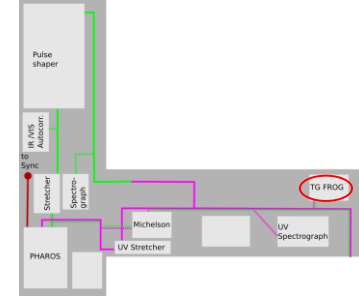 Pulse
shaper
IR /VIS
Autocorr.
to
Sync
Stretcher
Spectro-
graph
TG FROG
Michelson
UV
Spectrograph
UV Stretcher
PHAROS